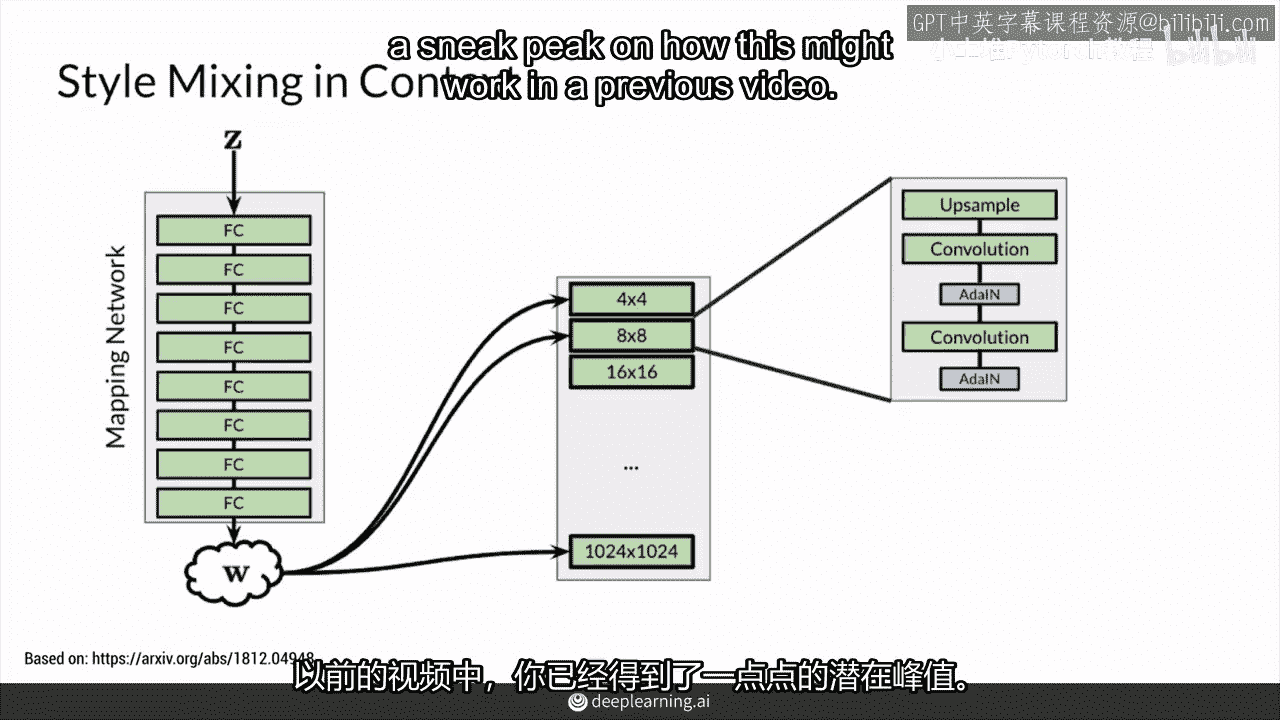 GPT中英字幕课程资源@bilibili.com
a sneak peak on how this might
work in a previous video.
Style Mixing in
z
Mapping Network
FC
FC
FC
FC
FC
FC
FC
FC
w
4x4
8x8
16x16
...
1024x1024
Upsample
Convolution
AdaIN
Convolution
AdaIN
Based on: https://arxiv.org/abs/1812.04948
以前的视频中，你已经得到了一点点的潜在峰值。
deeplearning.ai